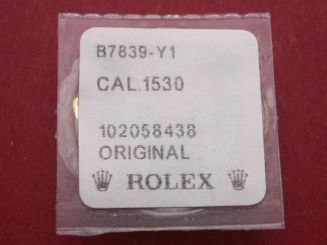 B7839-Y1
CAL.1530
102058438
ORIGINAL
ROLEX